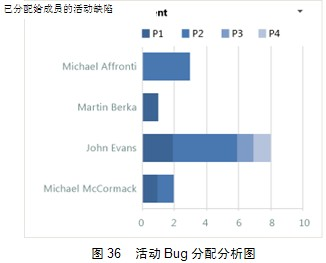 已分配给成员的活动缺陷
nt
P1 P2 P3 P4
Michael Affronti
Martin Berka
John Evans
Michael McCormack
0 2 4 6 8 10
图 36 活动 Bug 分配分析图